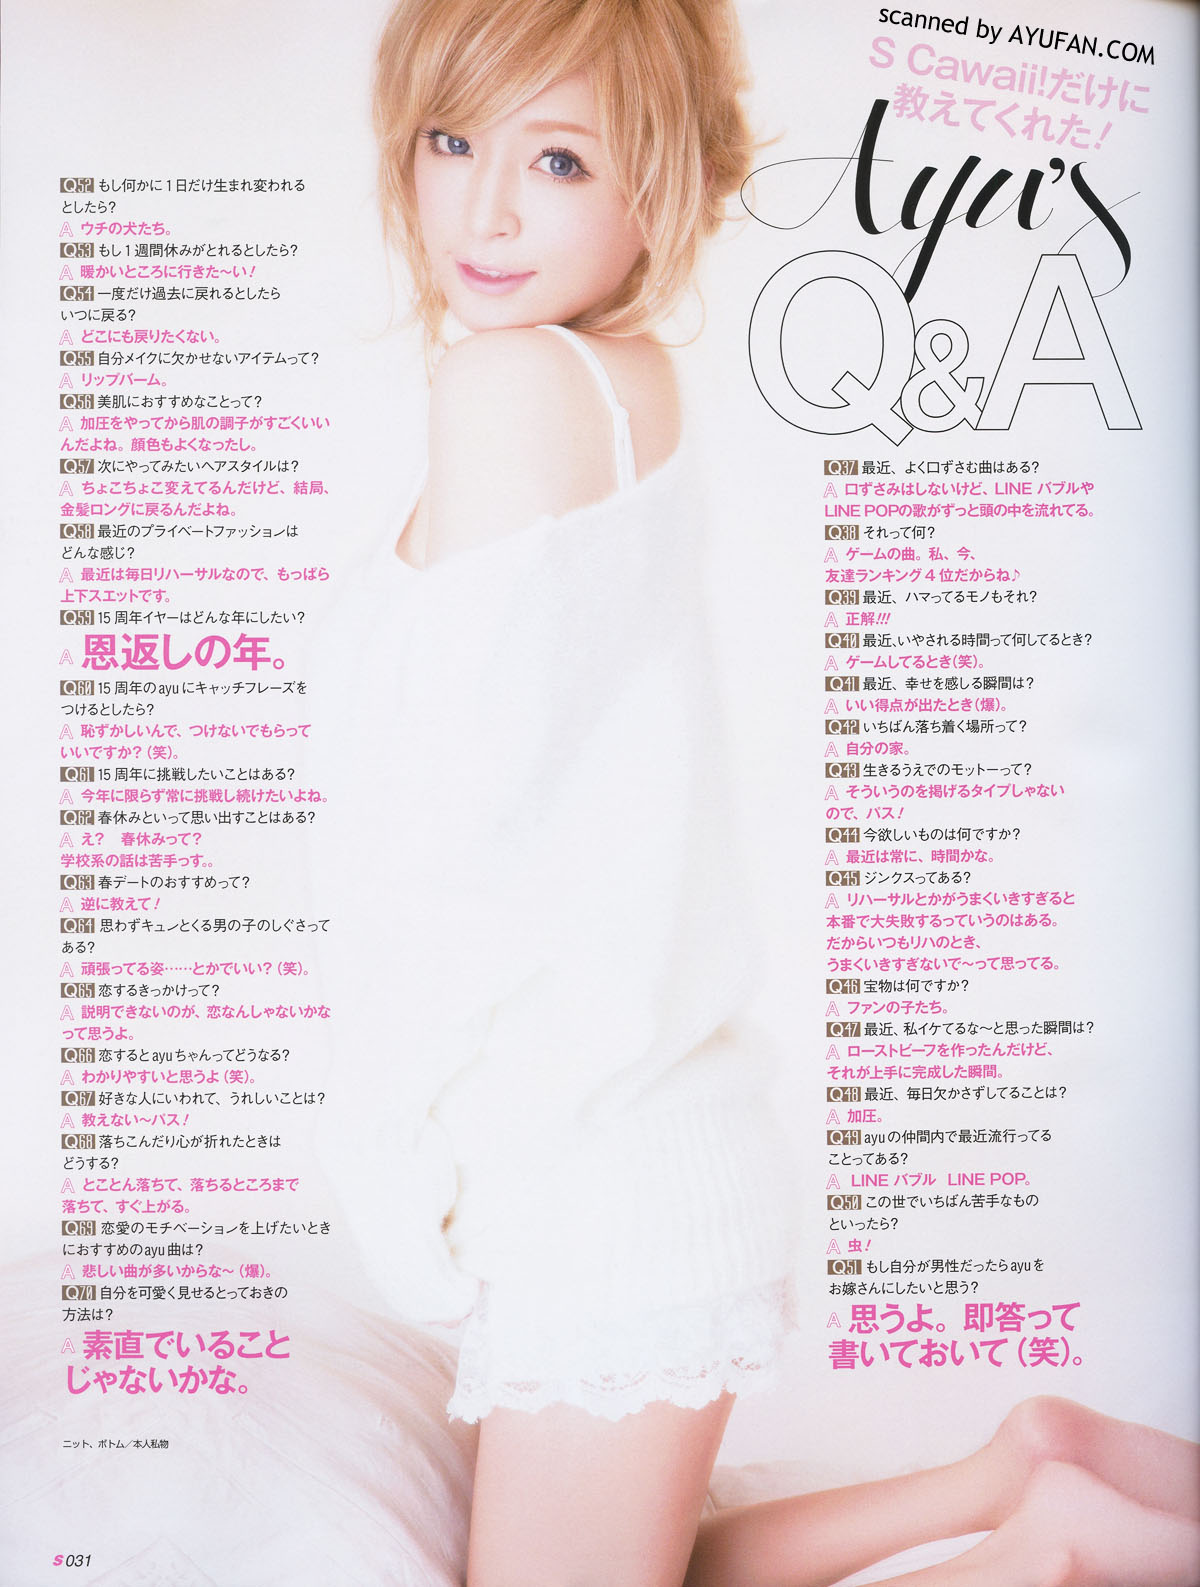 scanned by AYUFAN.COM
S Cawaii!だけに
教えてくれた!
Ayu's
Q&A
Q37 最近、よく口ずさむ曲はある?
A 口ずさみはしないけど、LINE バブルや
LINE POPの歌がずっと頭の中を流れてる。
Q38 それって何?
A ゲームの曲。私、今、
友達ランキング4位だからね♪
Q39 最近、ハマってるモノもそれ?
A 正解!!!
Q40 最近、いやされる時間って何してるとき?
A ゲームしてるとき(笑)。
Q41 最近、幸せを感じる瞬間は?
A いい得点が出たとき(爆)。
Q42 いちばん落ち着く場所って?
A 自分の家。
Q43 生きるうえでのモットーって?
A そういうのを掲げるタイプじゃない
ので、パス!
Q44 今欲しいものは何ですか?
A 最近は常に、時間かな。
Q45 ジンクスってある?
A リハーサルとかがうまくいきすぎると
本番で大失敗するっていうのはある。
だからいつもリハのとき、
うまくいきすぎないで〜って思ってる。
Q46 宝物は何ですか?
A ファンの子たち。
Q47 最近、私イケてるな〜と思った瞬間は?
A ローストビーフを作ったんだけど、
それが上手に完成した瞬間。
Q48 最近、毎日欠かさずしてることは?
A 加圧。
Q49 ayuの仲間内で最近流行ってる
ことってある?
A LINE バブル LINE POP。
Q50 この世でいちばん苦手なもの
といったら?
A 虫!
Q51 もし自分が男性だったらayuを
お嫁さんにしたいと思う?
A 思うよ。即答って
書いておいて(笑)。
Q52 もし何かに1日だけ生まれ変われる
としたら?
A ウチの犬たち。
Q53 もし1週間休みがとれるとしたら?
A 暖かいところに行きた〜い!
Q54 一度だけ過去に戻れるとしたら
いつに戻る?
A どこにも戻りたくない。
Q55 自分メイクに欠かせないアイテムって?
A リップバーム。
Q56 美肌におすすめなことって?
A 加圧をやってから肌の調子がすごくいい
んだよね。顔色もよくなったし。
Q57 次にやってみたいヘアスタイルは?
A ちょこちょこ変えてるんだけど、結局、
金髪ロングに戻るんだよね。
Q58 最近のプライベートファッションは
どんな感じ?
A 最近は毎日リハーサルなので、もっぱら
上下スエットです。
Q59 15周年イヤーはどんな年にしたい?
A 恩返しの年。
Q60 15周年のayuにキャッチフレーズを
つけるとしたら?
A 恥ずかしいんで、つけないでもらって
いいですか?(笑)。
Q61 15周年に挑戦したいことはある?
A 今年に限らず常に挑戦し続けたいよね。
Q62 春休みといって思い出すことはある?
A え? 春休みって?
学校系の話は苦手っす。。
Q63 春デートのおすすめって?
A 逆に教えて!
Q64 思わずキュンとくる男の子のしぐさって
ある?
A 頑張ってる姿……とかでいい?(笑)。
Q65 恋するきっかけって?
A 説明できないのが、恋なんじゃないかな
って思うよ。
Q66 恋するとayuちゃんってどうなる?
A わかりやすいと思うよ(笑)。
Q67 好きな人にいわれて、うれしいことは?
A 教えない〜パス!
Q68 落ちこんだり心が折れたときは
どうする?
A とことん落ちて、落ちるところまで
落ちて、すぐ上がる。
Q69 恋愛のモチベーションを上げたいとき
におすすめのayu曲は?
A 悲しい曲が多いからな〜(爆)。
Q70 自分を可愛く見せるとっておきの
方法は?
A 素直でいること
じゃないかな。
ニット、ボトム/本人私物
S 031